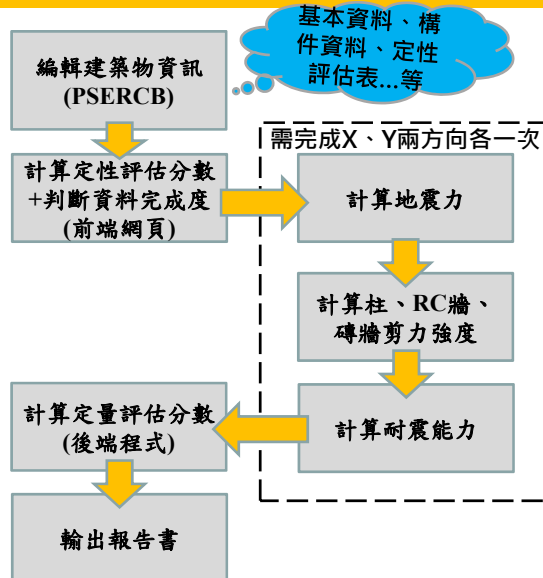 基本資料、構
件資料、定性
評估表...等
編輯建築物資訊
(PSERCB)
需完成X、Y兩方向各一次
計算定性評估分數
+判斷資料完成度
(前端網頁)
計算地震力
計算柱、RC牆、
磚牆剪力強度
計算耐震能力
計算定量評估分數
(後端程式)
輸出報告書